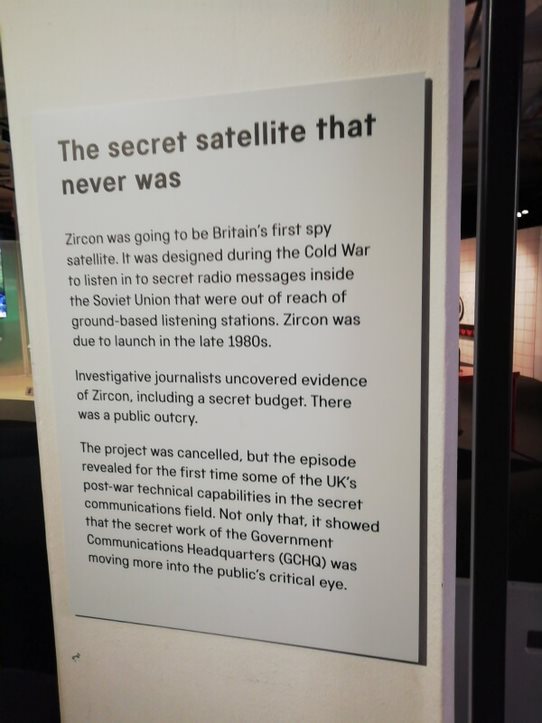 The secret satellite that
never was
Zircon was going to be Britain's first spy
satellite. It was designed during the Cold War
to listen in to secret radio messages inside
the Soviet Union that were out of reach of
ground-based listening stations. Zircon was
due to launch in the late 1980s.
Investigative journalists uncovered evidence
of Zircon, including a secret budget. There
was a public outcry.
The project was cancelled, but the episode
revealed for the first time some of the UK's
post-war technical capabilities in the secret
communications field. Not only that, it showed
that the secret work of the Government
Communications Headquarters (GCHQ) was
moving more into the public's critical eye.